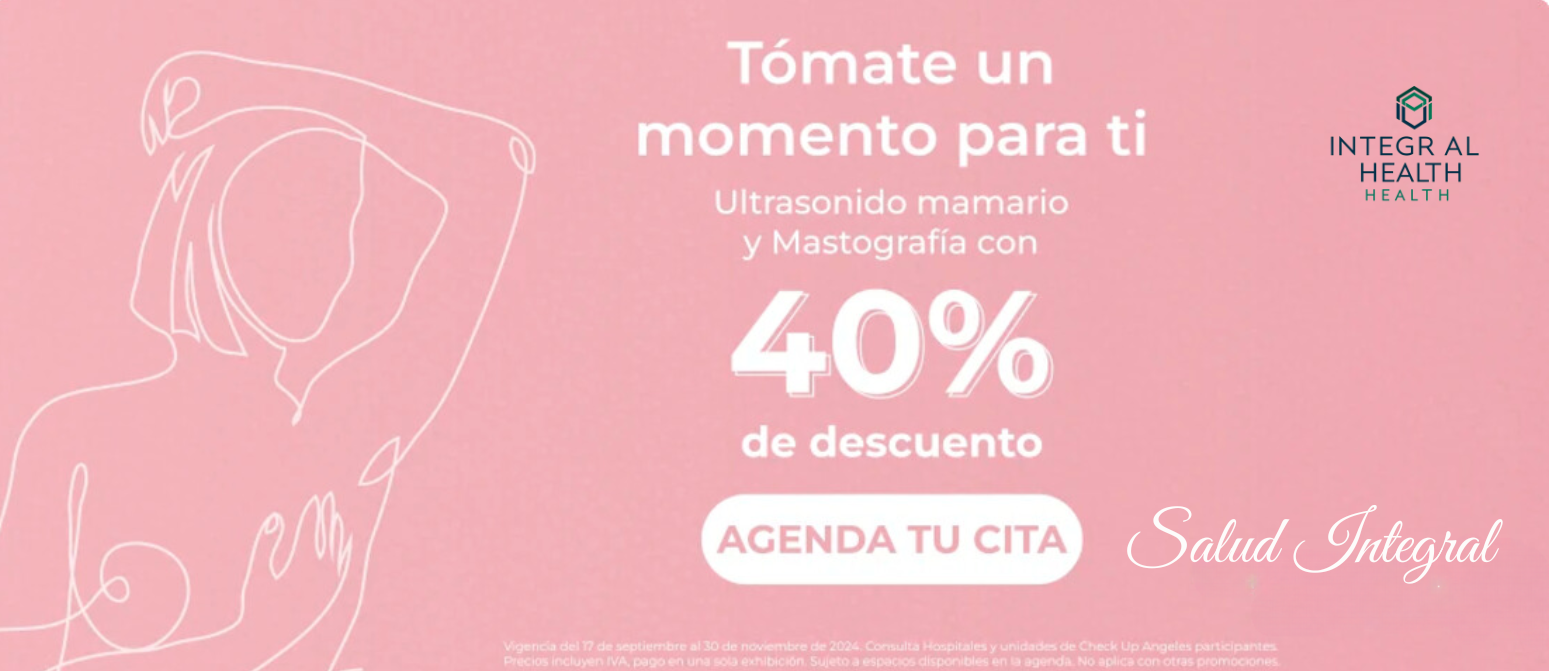 Tómate un
momento para ti
Ultrasonido mamario
y Mastografía con
40%
de descuento
AGENDA TU CITA
INTEGR AL
HEALTH
HEALTH
Salud Integral
Vigencia del 17 de septiembre al 30 de noviembre de 2024. Consulta Hospitales y unidades de Check Up Angeles participantes.
Precios incluyen IVA, pago en una sola exhibición. Sujeto a espacios disponibles en la agenda. No aplica con otras promociones.